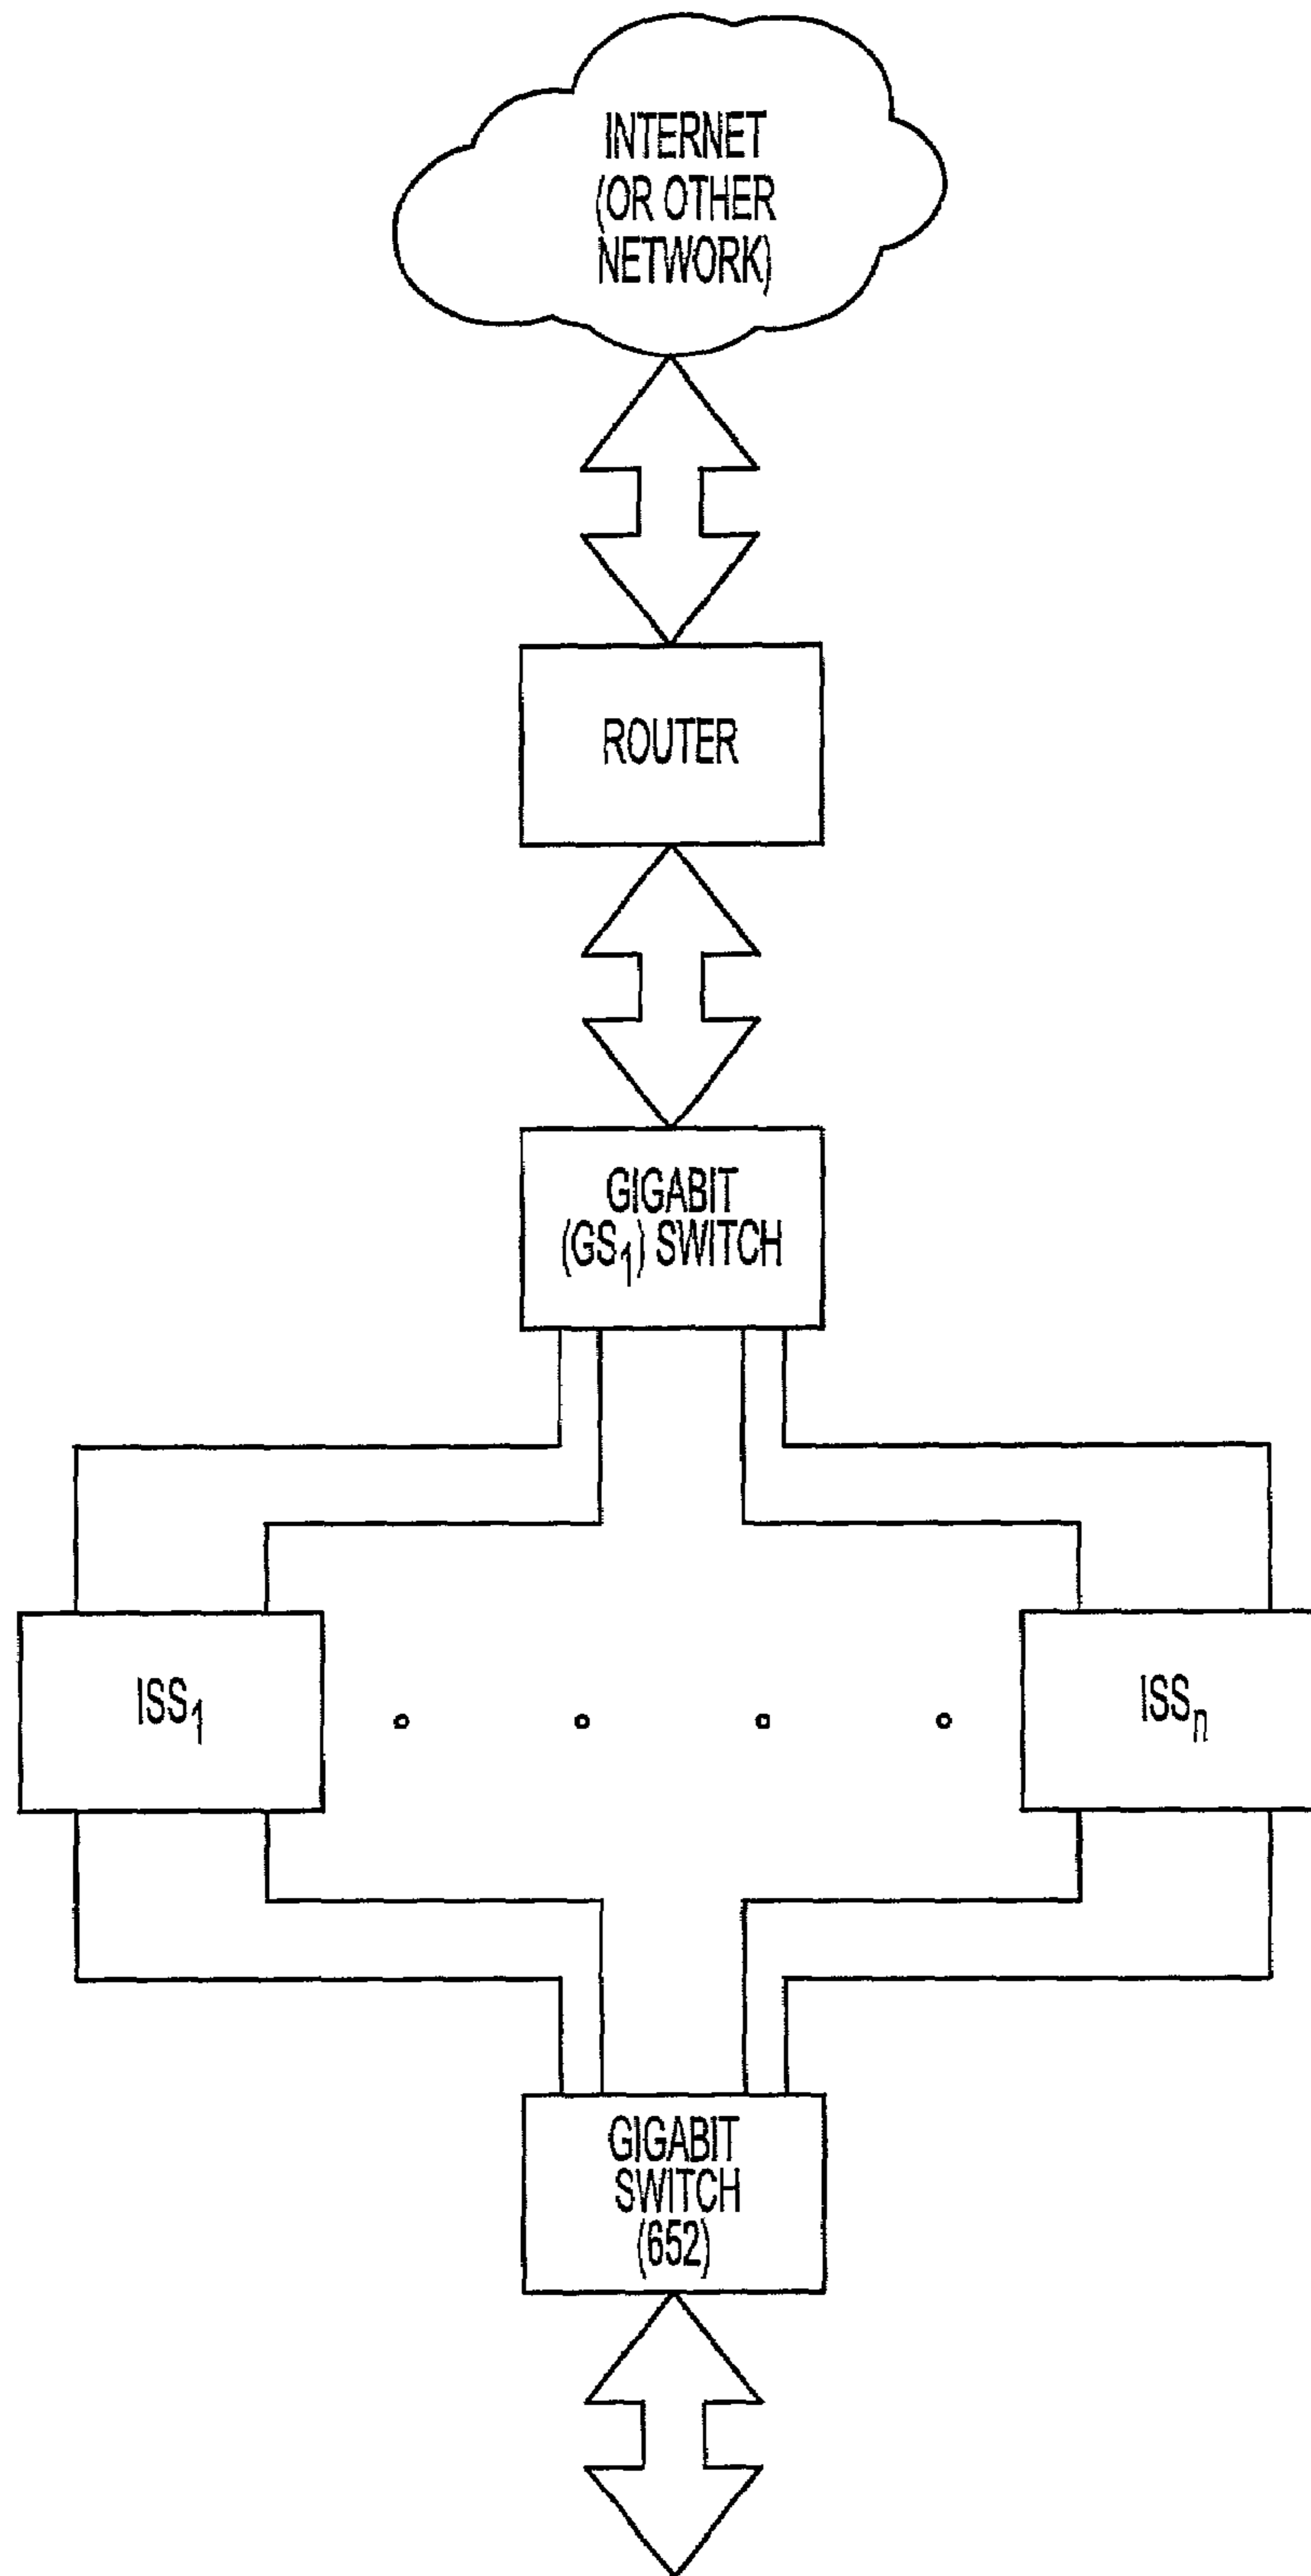 INTERNET
(OR OTHER
NETWORK)
ROUTER
GIGABIT
(GS₁) SWITCH
ISS₁
ISSₙ
GIGABIT
SWITCH
(652)